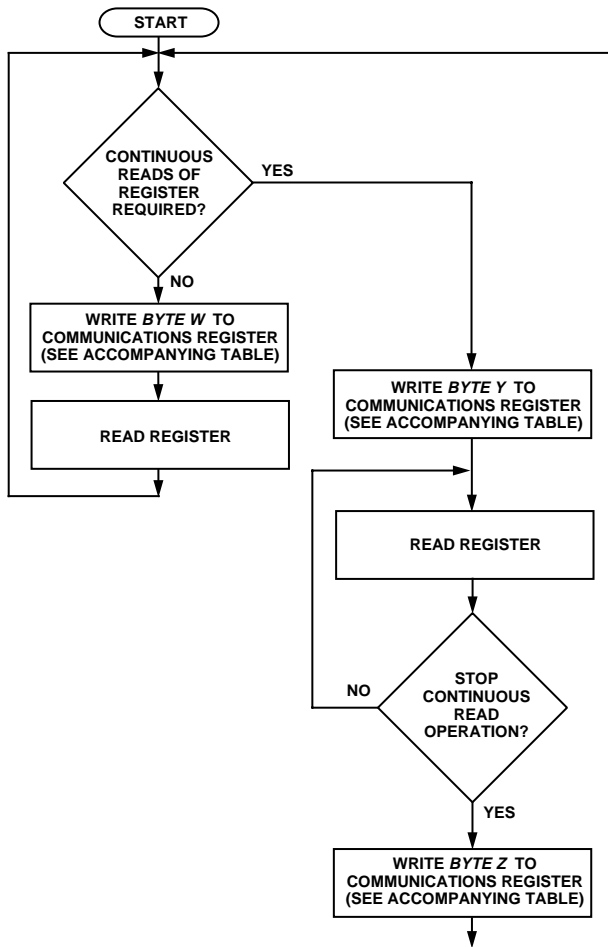 START
CONTINUOUS
READS OF
REGISTER
REQUIRED?
YES
NO
WRITE BYTE W TO
COMMUNICATIONS REGISTER
(SEE ACCOMPANYING TABLE)
READ REGISTER
WRITE BYTE Y TO
COMMUNICATIONS REGISTER
(SEE ACCOMPANYING TABLE)
READ REGISTER
STOP
CONTINUOUS
READ
OPERATION?
NO
YES
WRITE BYTE Z TO
COMMUNICATIONS REGISTER
(SEE ACCOMPANYING TABLE)